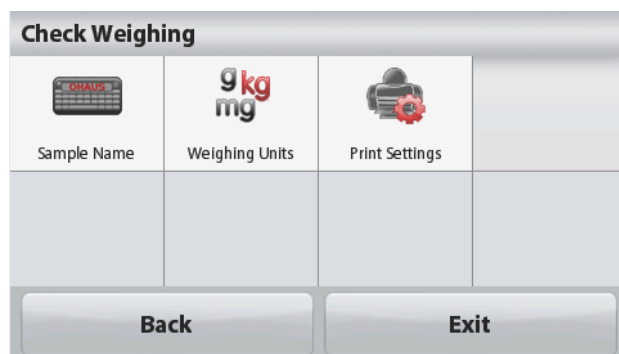 Check Weighing
OHAUS
g kg
mg
Sample Name
Weighing Units
Print Settings
Back
Exit